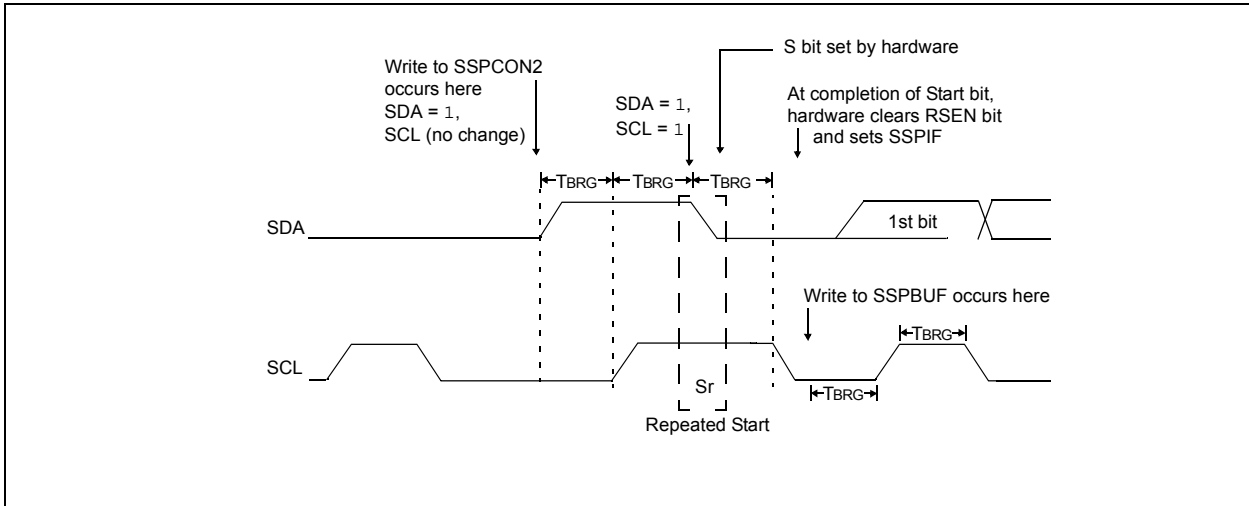 S bit set by hardware
Write to SSPCON2
occurs here
SDA = 1,
SCL (no change)
SDA = 1,
SCL = 1
At completion of Start bit,
hardware clears RSEN bit
and sets SSPIF
TBRG
TBRG
TBRG
SDA
1st bit
Write to SSPBUF occurs here
TBRG
SCL
Sr
TBRG
Repeated Start